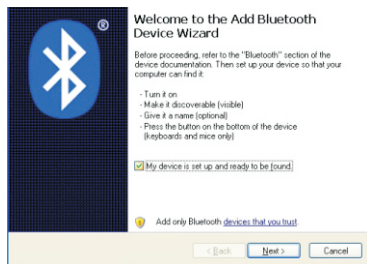 ®
Welcome to the Add Bluetooth
Device Wizard
Before proceeding, refer to the "Bluetooth" section of the
device documentation. Then set up your device so that your
computer can find it:
- Turn it on
- Make it discoverable (visible)
- Give it a name (optional)
- Press the button on the bottom of the device
(keyboards and mice only)
My device is set up and ready to be found.
Add only Bluetooth devices that you trust.
< Back Next > Cancel